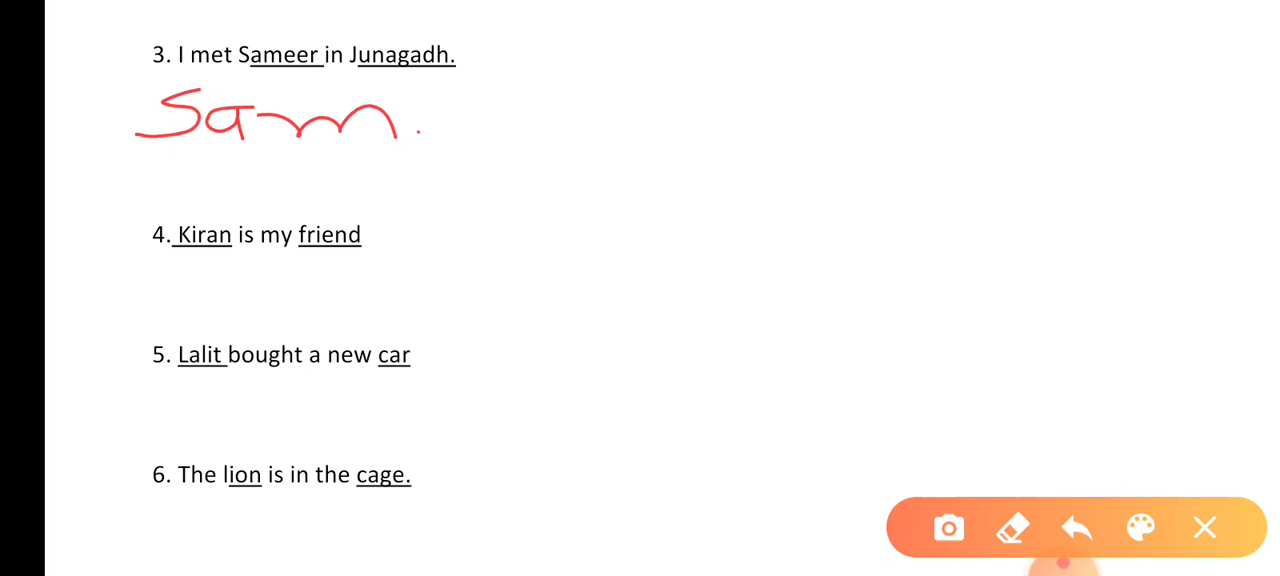 3. I met Sameer in Junagadh.
Sam.
4. Kiran is my friend
5. Lalit bought a new car
6. The lion is in the cage.